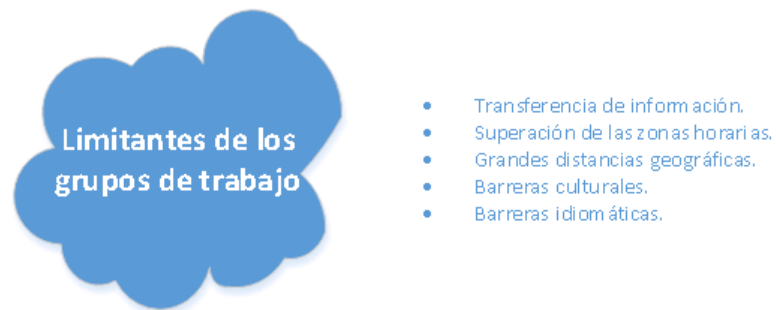 Limitantes de los
grupos de trabajo
• Transferencia de información.
• Superación de las zonas horarias.
• Grandes distancias geográficas.
• Barreras culturales.
• Barreras idiomáticas.